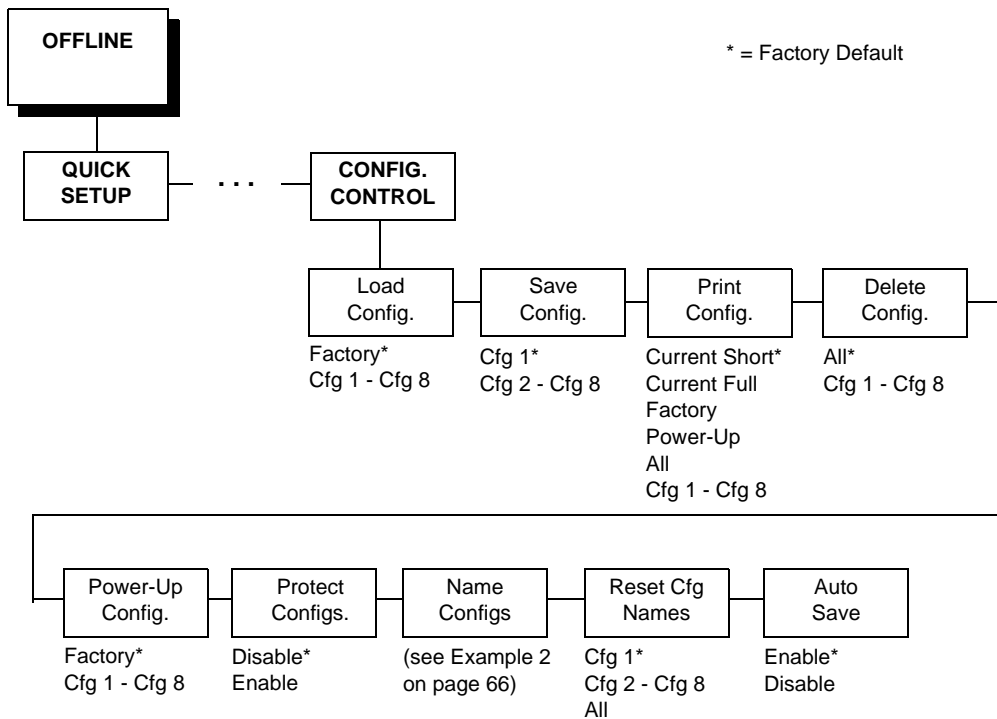 OFFLINE
* = Factory Default
QUICK
SETUP
. . .
CONFIG.
CONTROL
Load
Config.
Factory*
Cfg 1 - Cfg 8
Save
Config.
Cfg 1*
Cfg 2 - Cfg 8
Print
Config.
Current Short*
Current Full
Factory
Power-Up
All
Cfg 1 - Cfg 8
Delete
Config.
All*
Cfg 1 - Cfg 8
Power-Up
Config.
Factory*
Cfg 1 - Cfg 8
Protect
Configs.
Disable*
Enable
Name
Configs
(see Example 2
on page 66)
Reset Cfg
Names
Cfg 1*
Cfg 2 - Cfg 8
All
Auto
Save
Enable*
Disable